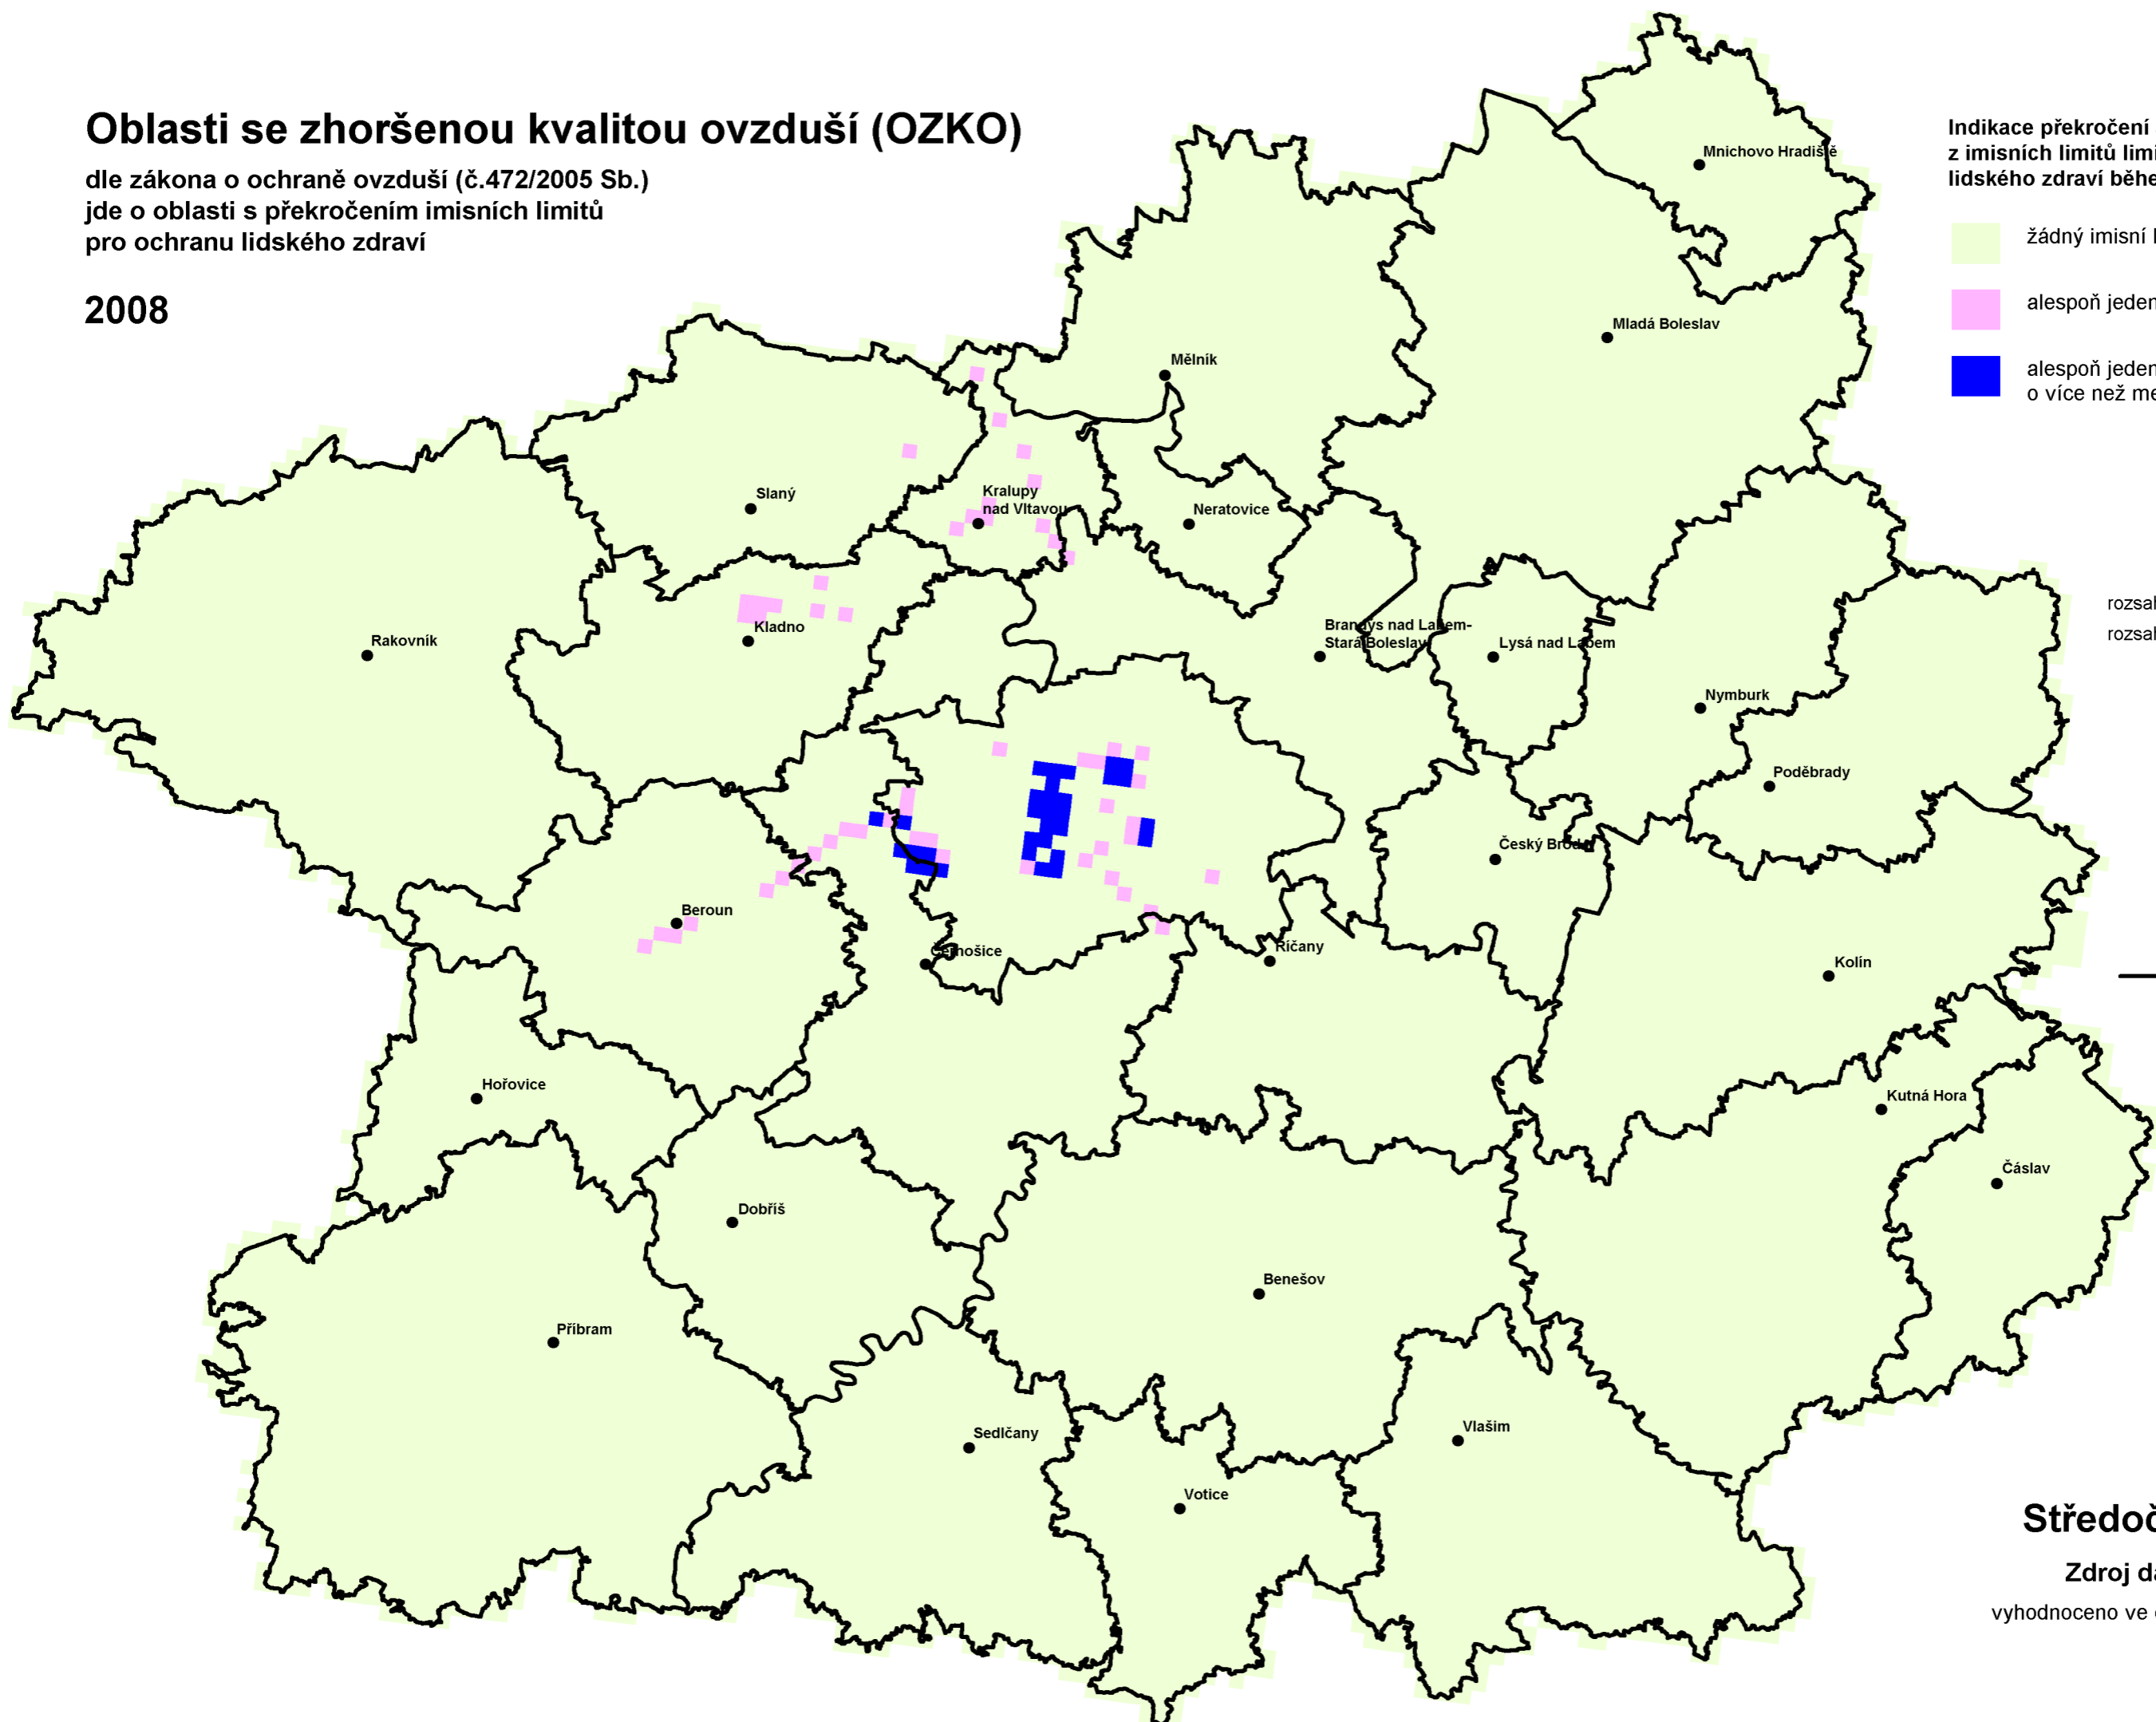 Oblasti se zhoršenou kvalitou ovzduší (OZKO)
dle zákona o ochraně ovzduší (č.472/2005 Sb.)
jde o oblasti s překročením imisních limitů
pro ochranu lidského zdraví
2008
Indikace překročení
z imisních limitů
lidského zdraví
žádný imisní
alespoň
alespoň
o více než
Mnichovo Hradiště
Mladá Boleslav
Mělník
Slaný
Kralupy
nad Vltavou
Neratovice
Rakovník
Kladno
Brandýs nad Labem-
Stará Boleslav
Lysá nad Labem
Nymburk
Poděbrady
Český Brod
Beroun
Černošice
Říčany
Kolín
Hořovice
Kutná Hora
Čáslav
Dobříš
Benešov
Příbram
Sedlčany
Vlašim
Votice
Zdroj
vyhodnoceno ve